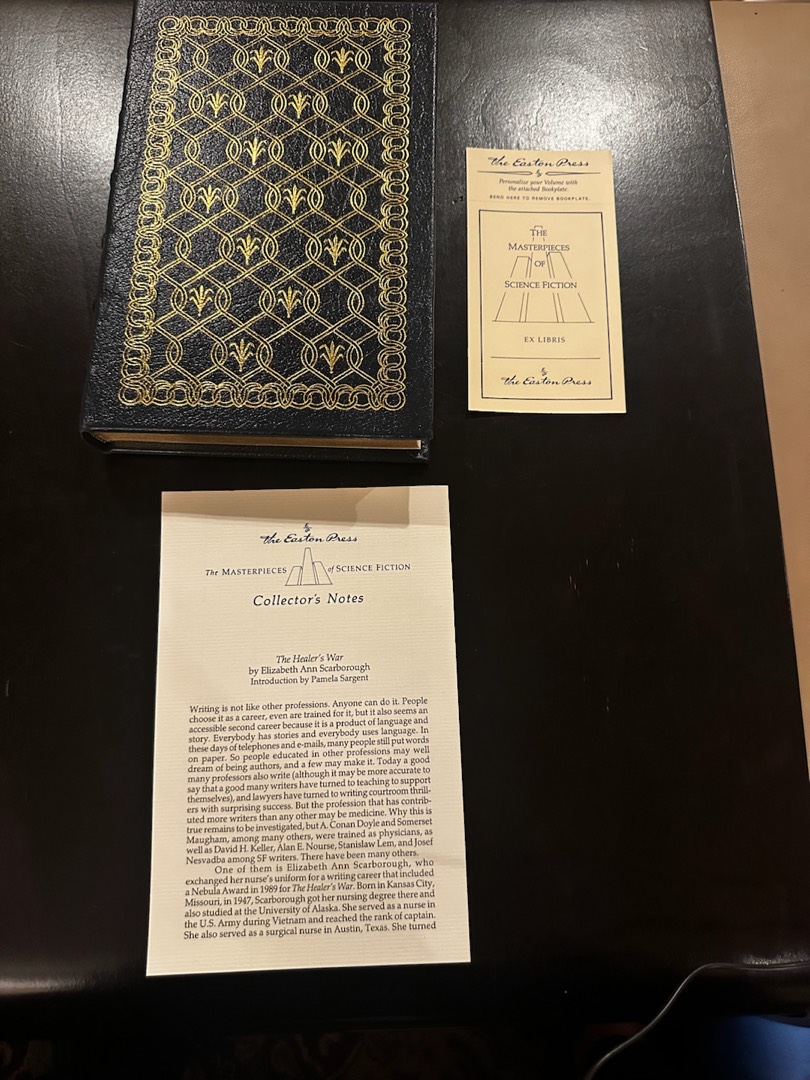 The Easton Press
Personalize your Volume with
the attached Bookplate.
BEND HERE TO REMOVE BOOKPLATE.
THE
MASTERPIECES
OF
SCIENCE FICTION
EX LIBRIS
The Easton Press
The Easton Press
The MASTERPIECES of SCIENCE FICTION
Collector's Notes
The Healer's War
by Elizabeth Ann Scarborough
Introduction by Pamela Sargent
Writing is not like other professions. Anyone can do it. People
choose it as a career, even are trained for it, but it also seems an
accessible second career because it is a product of language and
story. Everybody has stories and everybody uses language. In
these days of telephones and e-mails, many people still put words
on paper. So people educated in other professions may well
dream of being authors, and a few may make it. Today a good
many professors also write (although it may be more accurate to
say that a good many writers have turned to teaching to support
themselves), and lawyers have turned to writing courtroom thrill-
ers with surprising success. But the profession that has contrib-
uted more writers than any other may be medicine. Why this is
true remains to be investigated, but A. Conan Doyle and Somerset
Maugham, among many others, were trained as physicians, as
well as David H. Keller, Alan E. Nourse, Stanislaw Lem, and Josef
Nesvadba among SF writers. There have been many others.
One of them is Elizabeth Ann Scarborough, who
exchanged her nurse's uniform for a writing career that included
a Nebula Award in 1989 for The Healer's War. Born in Kansas City,
Missouri, in 1947, Scarborough got her nursing degree there and
also studied at the University of Alaska. She served as a nurse in
the U.S. Army during Vietnam and reached the rank of captain.
She also served as a surgical nurse in Austin, Texas. She turned